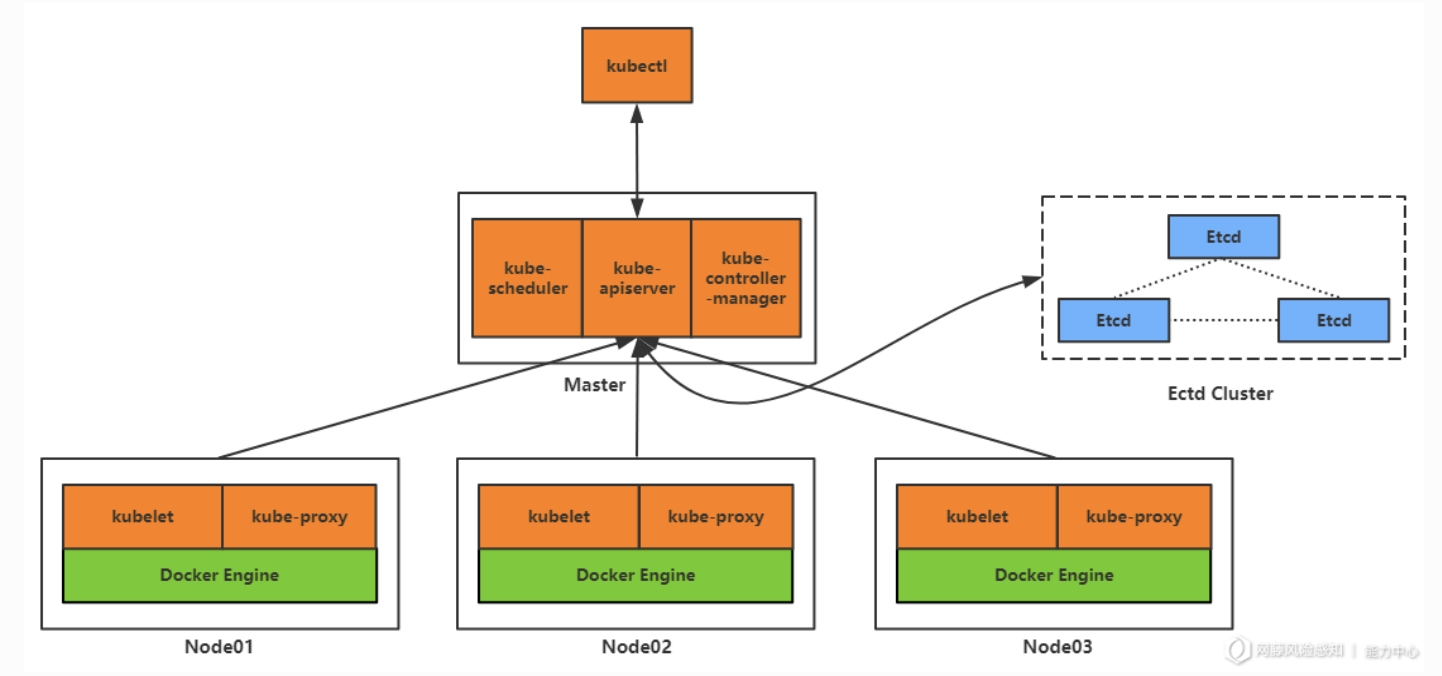 kubectl
kube-
scheduler
kube-
apiserver
kube-
controller
-manager
Master
Etcd
Etcd
Etcd
Ectd Cluster
kubelet
kube-proxy
Docker Engine
Node01
kubelet
kube-proxy
Docker Engine
Node02
kubelet
kube-proxy
Docker Engine
Node03
网藤风险感知 | 能力中心